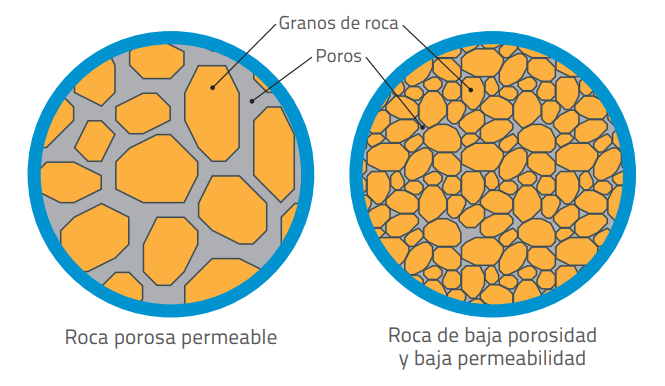 Granos de roca
Poros
Roca porosa permeable
Roca de baja porosidad
y baja permeabilidad